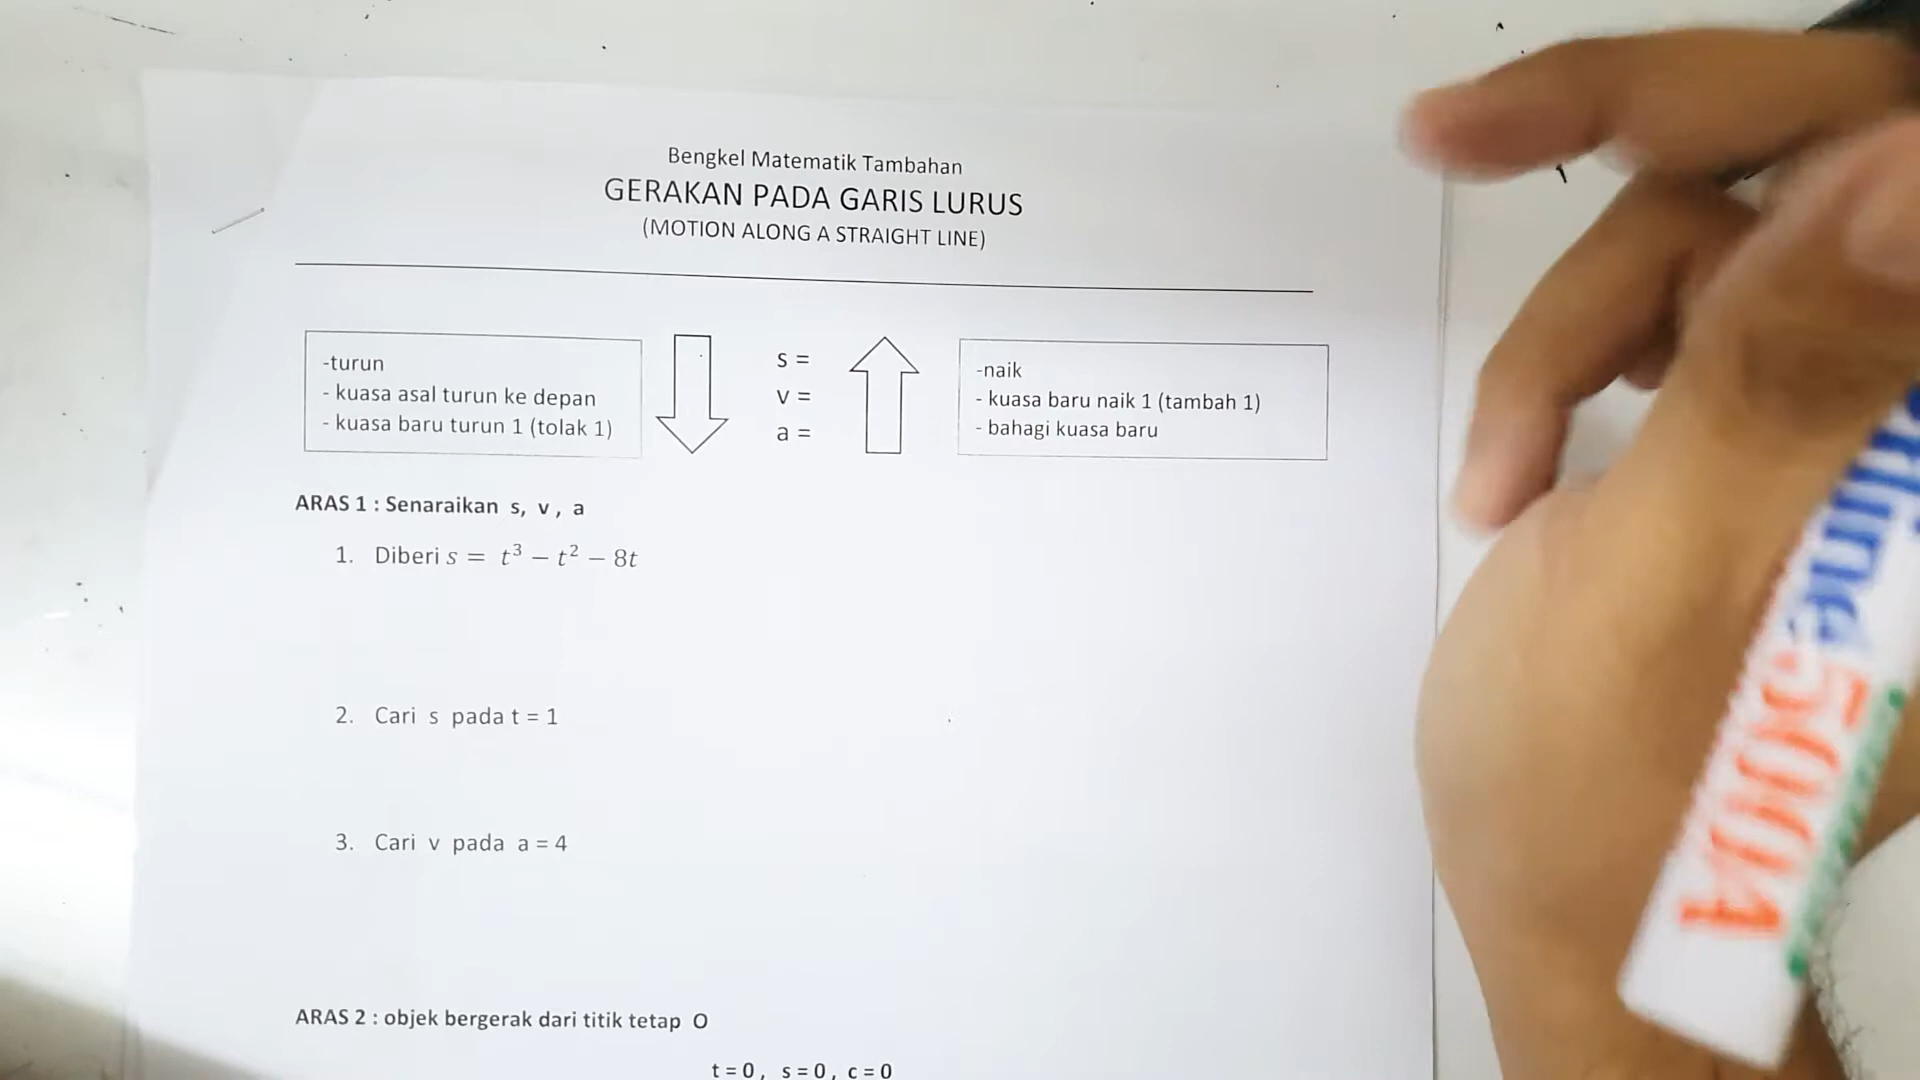 Bengkel Matematik Tambahan
GERAKAN PADA GARIS LURUS
(MOTION ALONG A STRAIGHT LINE)
-turun
- kuasa asal turun ke depan
- kuasa baru turun 1 (tolak 1)
s =
v =
a =
-naik
- kuasa baru naik 1 (tambah 1)
- bahagi kuasa baru
ARAS 1 : Senaraikan s, v, a
1. Diberi s = t³ − t² − 8t
2. Cari s pada t = 1
3. Cari v pada a = 4
ARAS 2 : objek bergerak dari titik tetap O
t = 0, s = 0, c = 0
500A